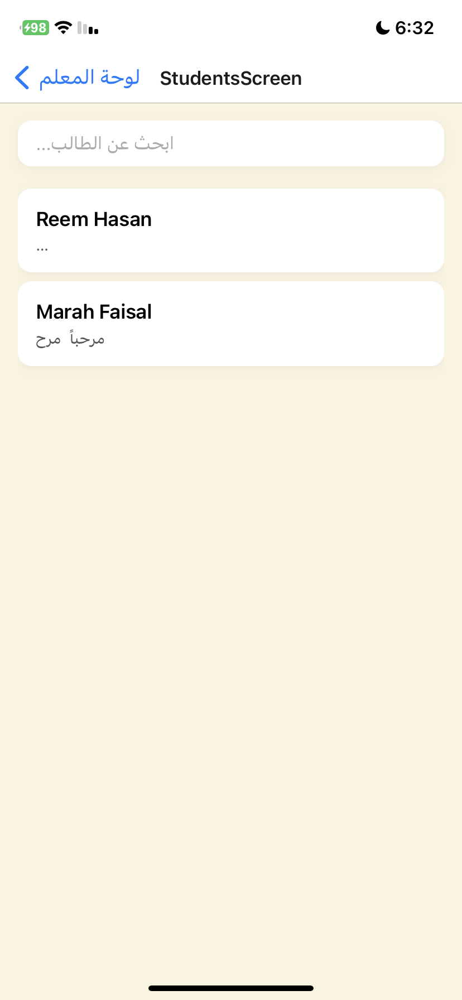 98 6:32
لوحة المعلم StudentsScreen
ابحث عن الطالب...
Reem Hasan
...
Marah Faisal
مرحباً مرح